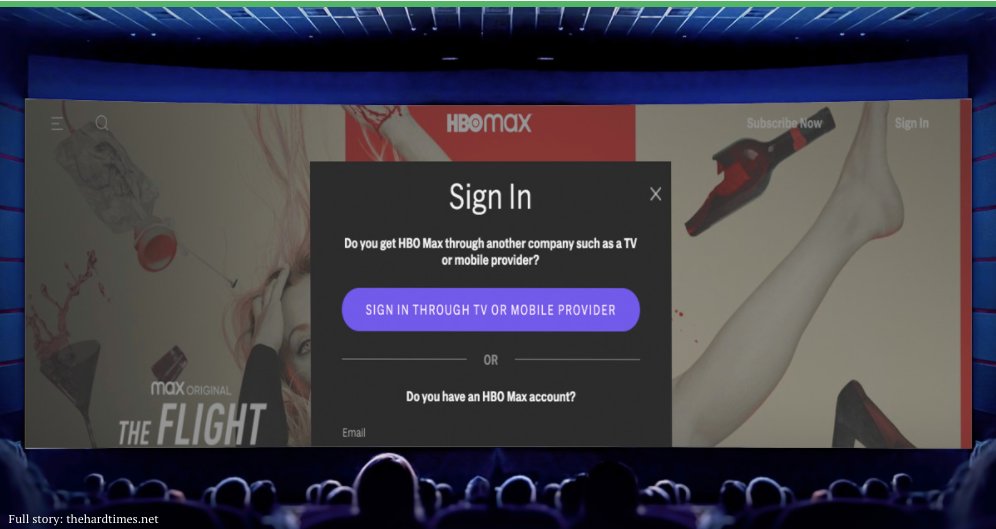 HBOMAX
Subscribe Now
Sign In
Sign In
X
Do you get HBO Max through another company such as a TV
or mobile provider?
SIGN IN THROUGH TV OR MOBILE PROVIDER
OR
Do you have an HBO Max account?
Email
max ORIGINAL
THE FLIGHT
Full story: thehardtimes.net